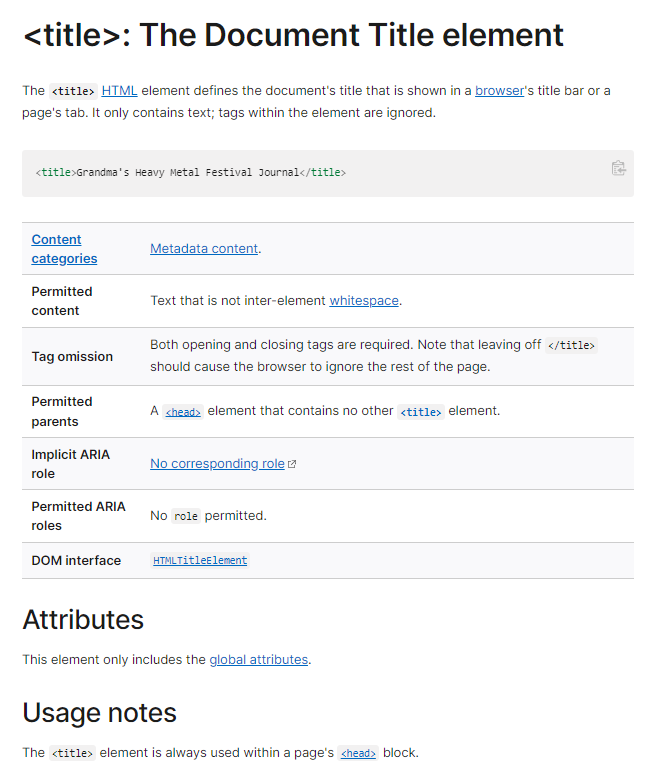 <title>: The Document Title element
The <title> HTML element defines the document's title that is shown in a browser's title bar or a
page's tab. It only contains text; tags within the element are ignored.
<title>Grandma's Heavy Metal Festival Journal</title>
Content
categories
Metadata content.
Permitted
content
Text that is not inter-element whitespace.
Tag omission
Both opening and closing tags are required. Note that leaving off </title>
should cause the browser to ignore the rest of the page.
Permitted
parents
A <head> element that contains no other <title> element.
Implicit ARIA
role
No corresponding role
Permitted ARIA
roles
No role permitted.
DOM interface
HTMLTitleElement
Attributes
This element only includes the global attributes.
Usage notes
The <title> element is always used within a page's <head> block.